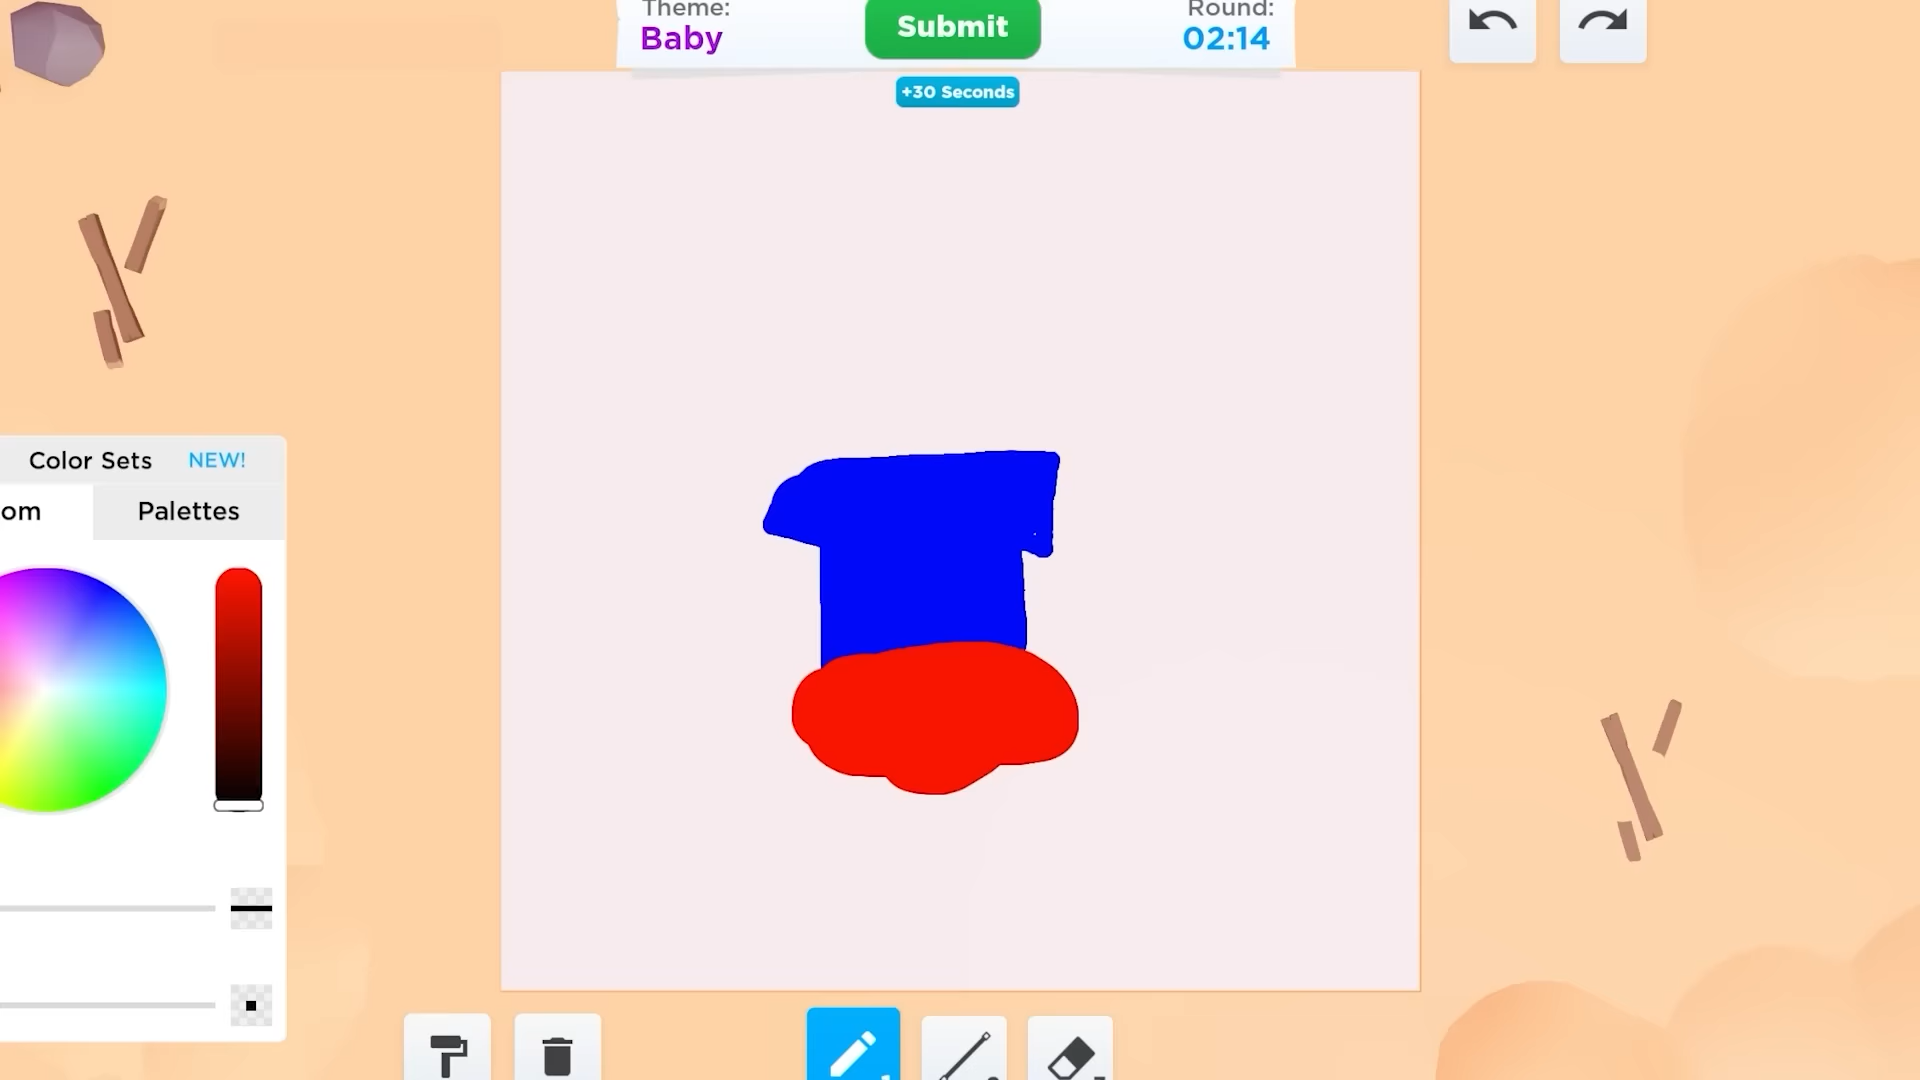 Theme:
Baby
Submit
Round:
02:14
+30 Seconds
Color Sets NEW!
om
Palettes